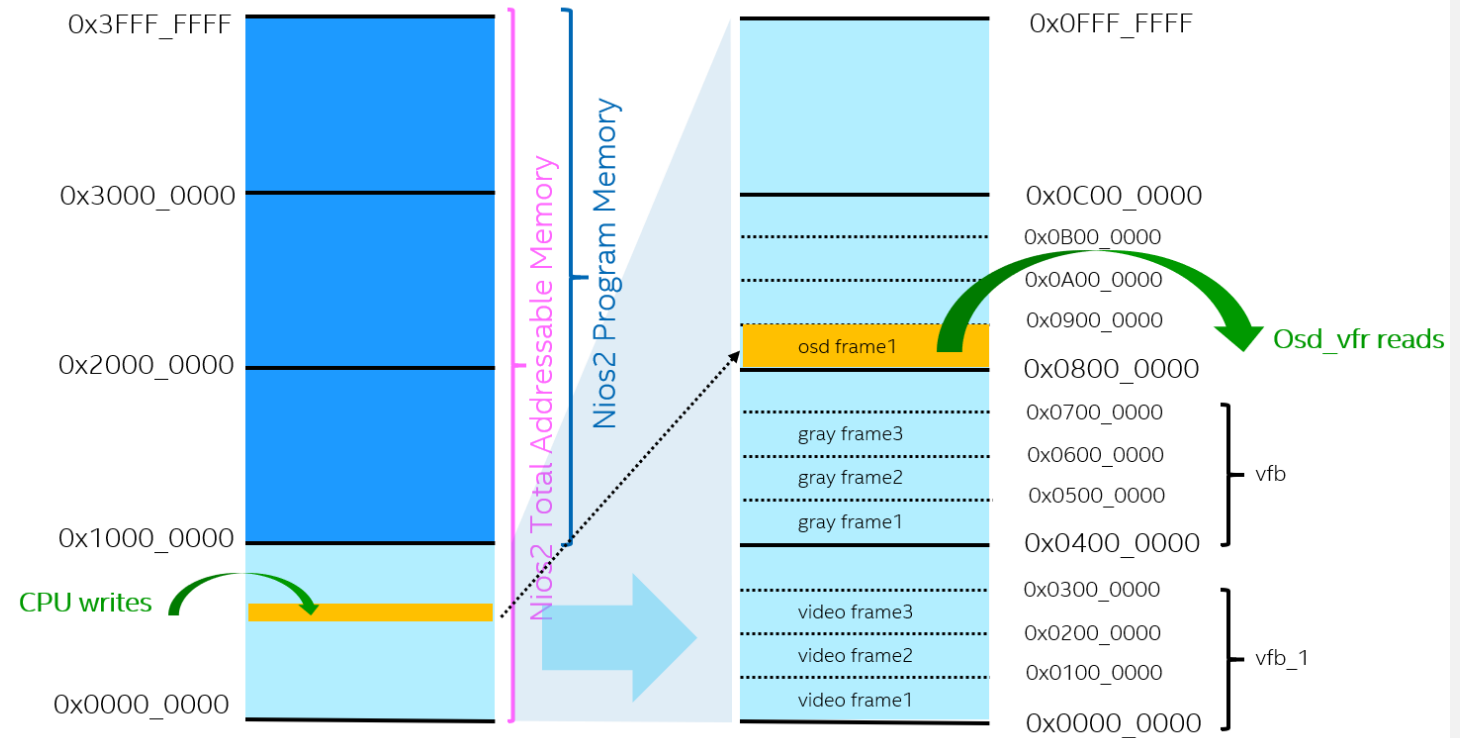 0x3FFF_FFFF
0x3000_0000
0x2000_0000
0x1000_0000
CPU writes
0x0000_0000
Nios2 Total Addressable Memory
Nios2 Program Memory
0x0FFF_FFFF
0x0C00_0000
0x0B00_0000
0x0A00_0000
0x0900_0000
osd frame1
Osd_vfr reads
0x0800_0000
0x0700_0000
gray frame3
0x0600_0000
gray frame2
vfb
0x0500_0000
gray frame1
0x0400_0000
0x0300_0000
video frame3
0x0200_0000
video frame2
vfb_1
0x0100_0000
video frame1
0x0000_0000